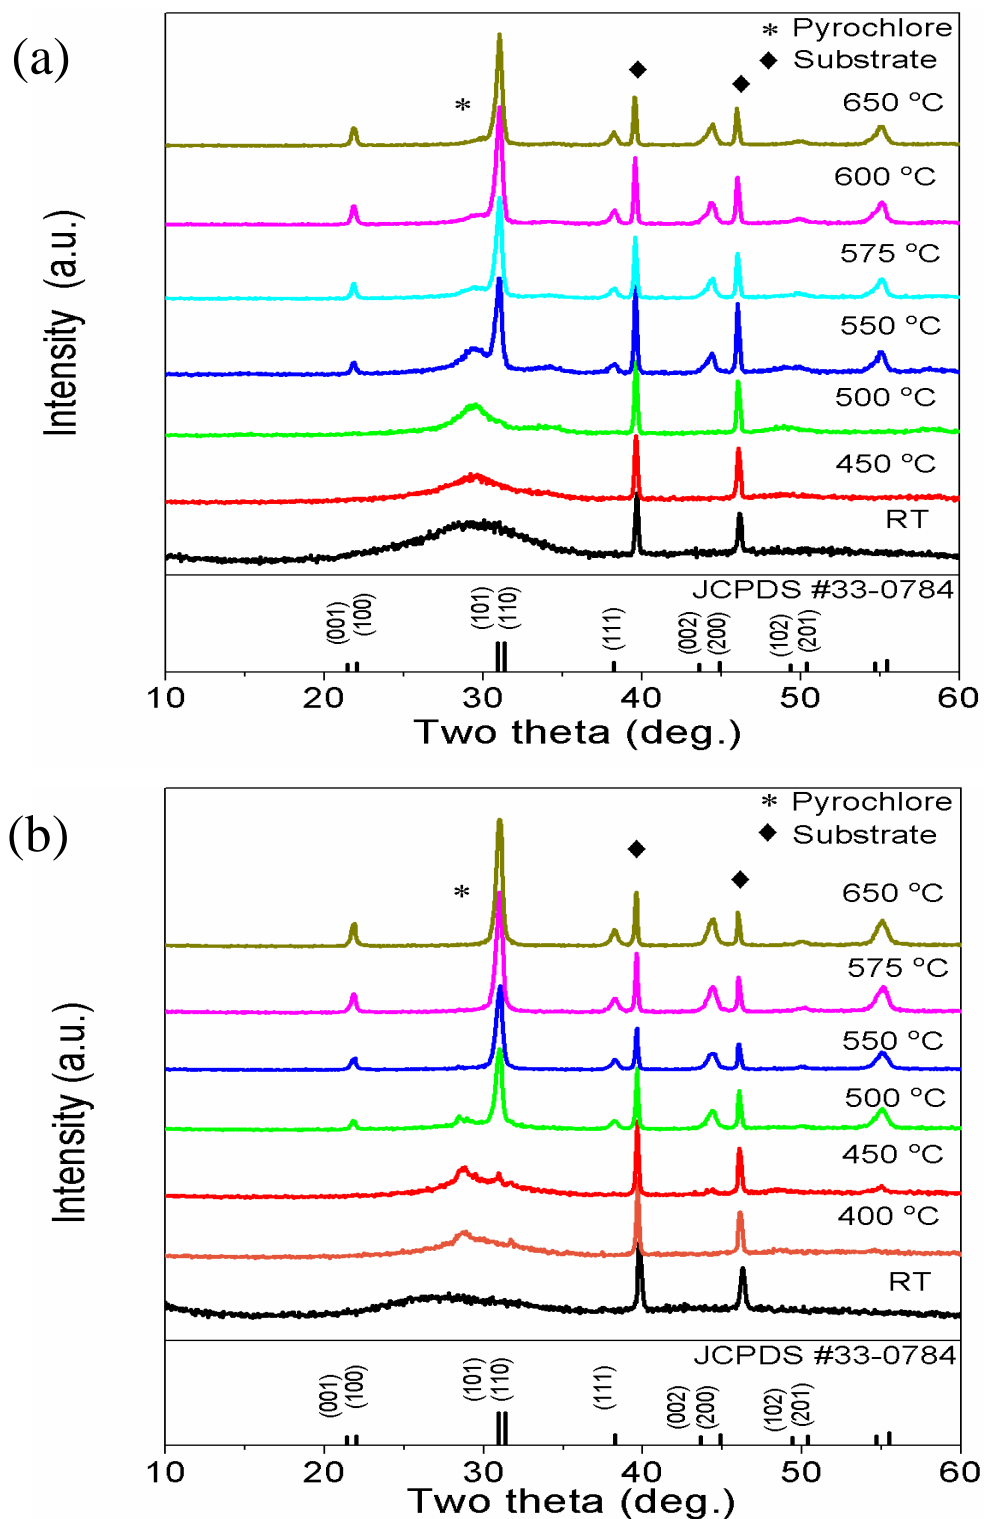 (a)
* Pyrochlore
◆ Substrate
650 °C
600 °C
575 °C
550 °C
500 °C
450 °C
RT
Intensity (a.u.)
JCPDS #33-0784
(001) (100) (101) (110) (111) (002) (200) (102) (201)
10 20 30 40 50 60
Two theta (deg.)
(b)
* Pyrochlore
◆ Substrate
650 °C
575 °C
550 °C
500 °C
450 °C
400 °C
RT
Intensity (a.u.)
JCPDS #33-0784
(001) (100) (101) (110) (111) (002) (200) (102) (201)
10 20 30 40 50 60
Two theta (deg.)